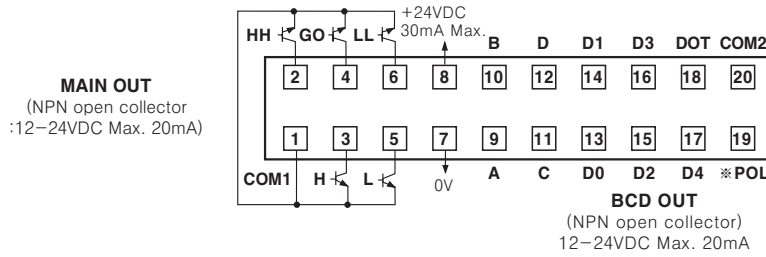 +24VDC
30mA Max.
HH GO LL B D D1 D3 DOT COM2
2 4 6 8 10 12 14 16 18 20
MAIN OUT
(NPN open collector
:12-24VDC Max. 20mA)
1 3 5 7 9 11 13 15 17 19
COM1 H L 0V A C D0 D2 D4 ※POL
BCD OUT
(NPN open collector)
12-24VDC Max. 20mA